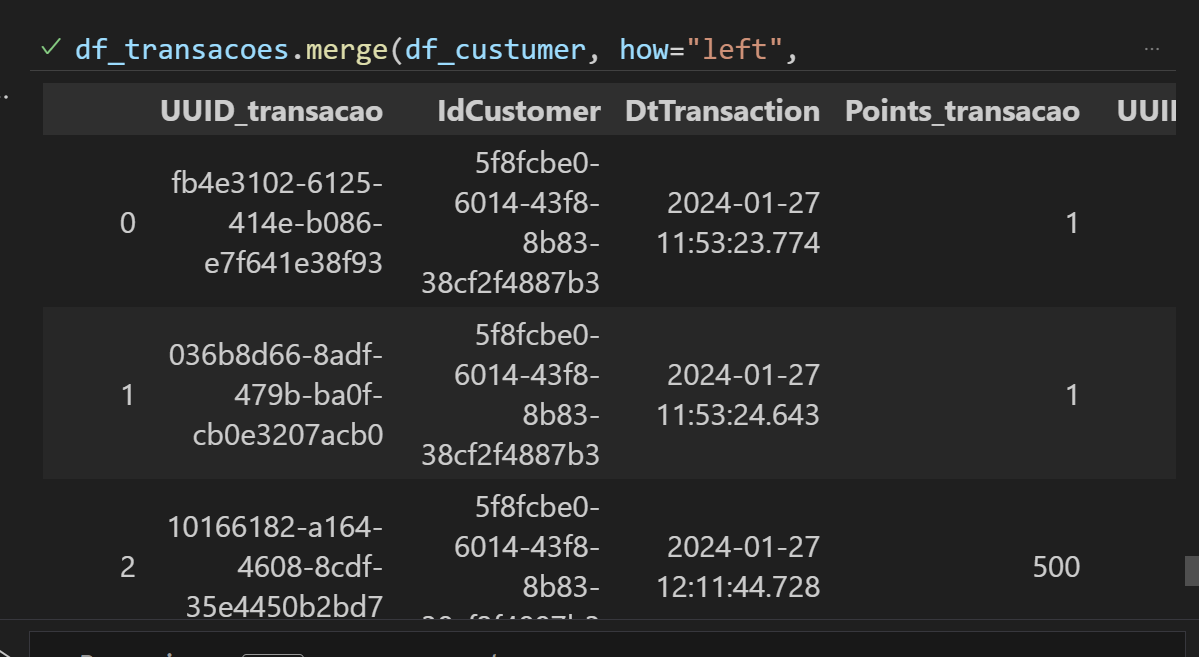 df_transacoes.merge(df_custumer, how="left",
UUID_transacao IdCustomer DtTransaction Points_transacao
5f8fcbe0-
fb4e3102-6125-
6014-43f8-
2024-01-27
0
414e-b086-
1
8b83-
11:53:23.774
e7f641e38f93
38cf2f4887b3
5f8fcbe0-
036b8d66-8adf-
6014-43f8-
2024-01-27
1
479b-ba0f-
1
8b83-
11:53:24.643
cb0e3207acb0
38cf2f4887b3
5f8fcbe0-
10166182-a164-
6014-43f8-
2024-01-27
2
4608-8cdf-
500
8b83-
12:11:44.728
35e4450b2bd7